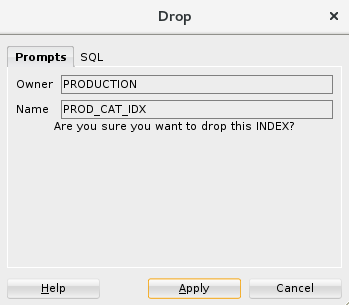 Drop
Prompts SQL
Owner PRODUCTION
Name PROD_CAT_IDX
Are you sure you want to drop this INDEX?
Help Apply Cancel